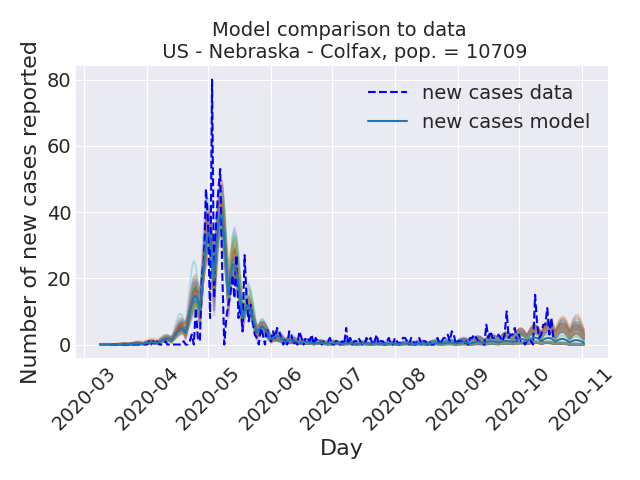 Model comparison to data
US - Nebraska - Colfax, pop. = 10709
Number of new cases reported
80
60
40
20
0
new cases data
new cases model
2020-03
2020-04
2020-05
2020-06
2020-07
2020-08
2020-09
2020-10
2020-11
Day